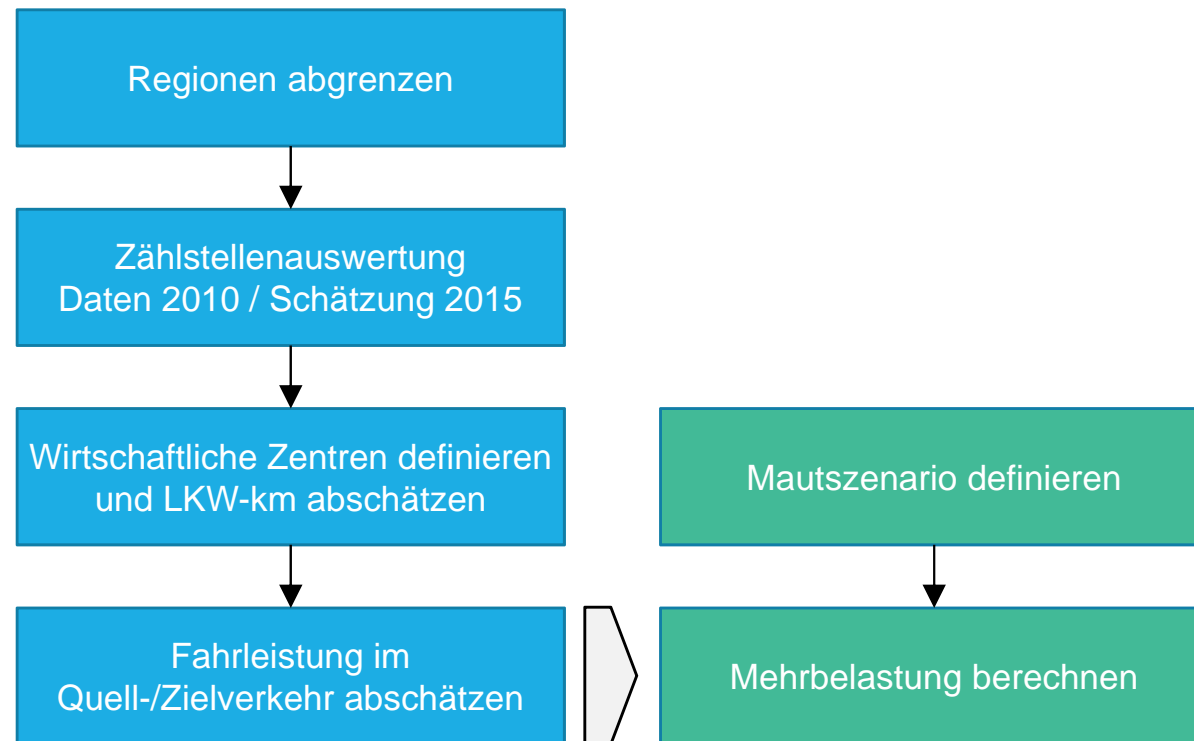 Regionen abgrenzen
Zählstellenauswertung
Daten 2010 / Schätzung 2015
Wirtschaftliche Zentren definieren
und LKW-km abschätzen
Mautszenario definieren
Fahrleistung im
Quell-/Zielverkehr abschätzen
Mehrbelastung berechnen